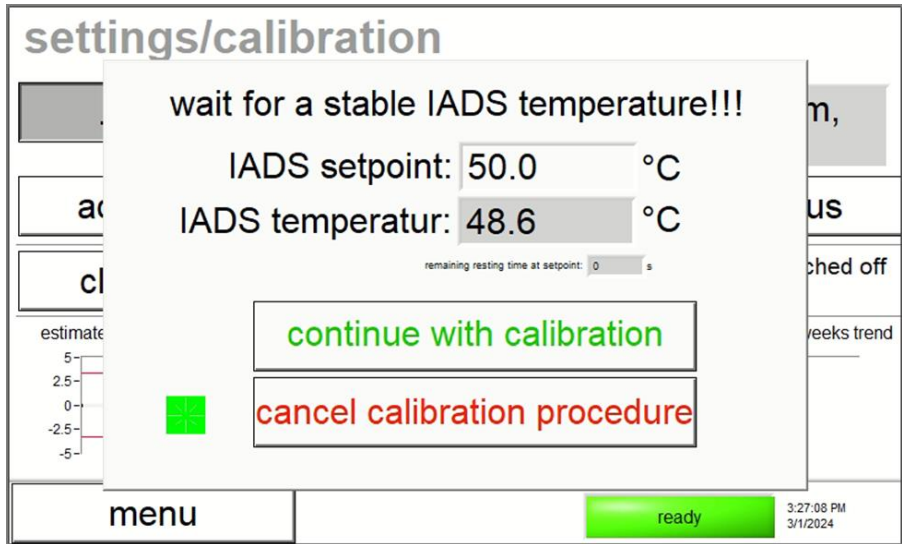 settings/calibration
wait for a stable IADS temperature!!!
m,
IADS setpoint: 50.0 °C
us
IADS temperatur: 48.6 °C
remaining resting time at setpoint: 0 s
ched off
continue with calibration
estimate
weeks trend
5
2.5
0
-2.5
-5
cancel calibration procedure
menu
ready
3:27:08 PM
3/1/2024